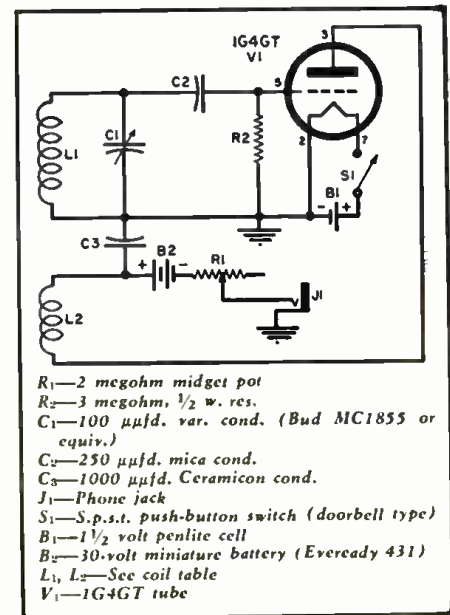 3
1G4GT
V1
C2
5
C1
R2
L1
2
7
S1
B1
- +
C3
B2
+ -
R1
J1
L2
R₁—2 megohm midget pot
R₂—3 megohm, 1/2 w. res.
C₁—100 μμfd. var. cond. (Bud MC1855 or
equiv.)
C₂—250 μμfd. mica cond.
C₃—1000 μμfd. Ceramicon cond.
J₁—Phone jack
S₁—S.p.s.t. push-button switch (doorbell type)
B₁—1 1/2 volt penlite cell
B₂—30-volt miniature battery (Eveready 431)
L₁, L₂—See coil table
V₁—1G4GT tube